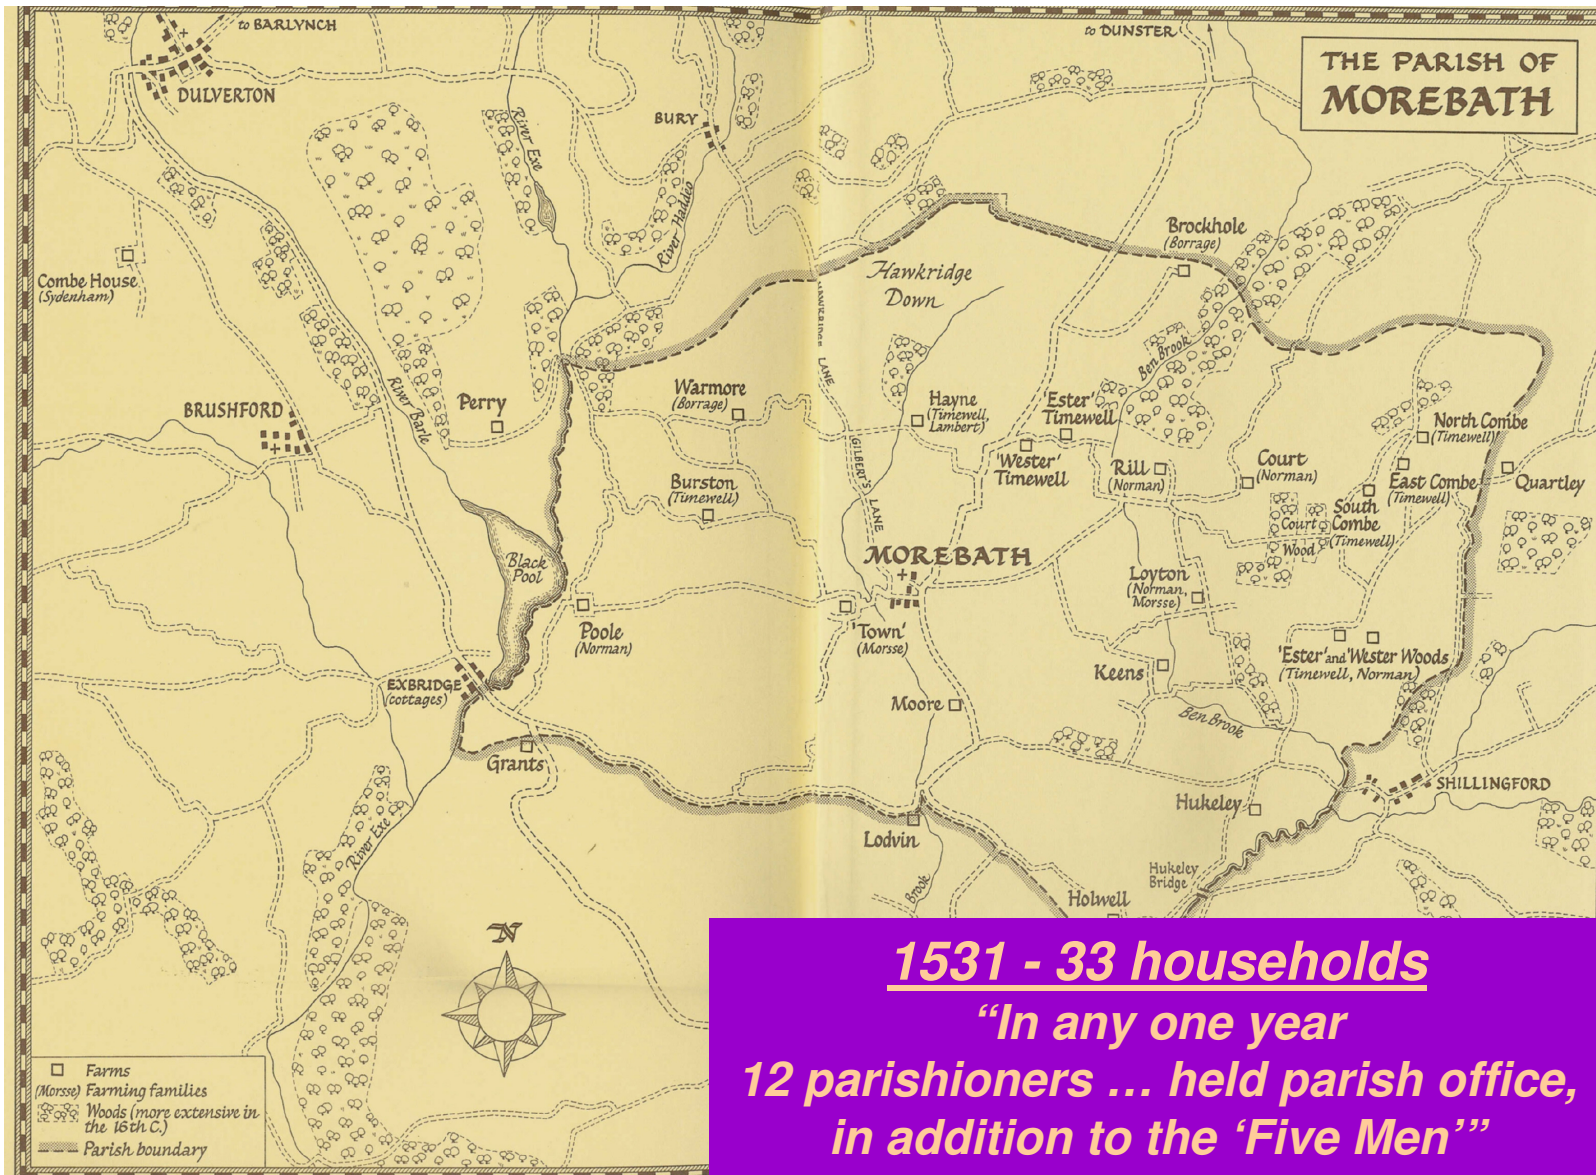 to BARLYNCH
to DUNSTER
THE PARISH OF
MOREBATH
DULVERTON
BURY
River Exe
River Haddeo
Brockhole
(Borrage)
Combe House
(Sydenham)
Hawkridge
Down
HAWKRIDGE LANE
Ben Brook
River Barle
BRUSHFORD
Perry
Warmore
(Borrage)
Hayne
(Timewell,
Lambert)
'Ester'
Timewell
North Combe
(Timewell)
'Wester'
Timewell
Rill
(Norman)
Court
(Norman)
East Combe
(Timewell)
Quartley
Burston
(Timewell)
GILBERT'S LANE
South
Combe
(Timewell)
Court
Wood
Black
Pool
MOREBATH
Loyton
(Norman,
Morsse)
Poole
(Norman)
'Town'
(Morsse)
'Ester' and 'Wester Woods
(Timewell, Norman)
Keens
EXBRIDGE
(cottages)
Moore
Ben Brook
Grants
SHILLINGFORD
Hukeley
Lodvin
River Exe
Hukeley
Bridge
Brook
Holwell
N
Farms
(Morsse) Farming families
Woods (more extensive in
the 16th C.)
Parish boundary
1531 - 33 households
“In any one year
12 parishioners … held parish office,
in addition to the ‘Five Men’”